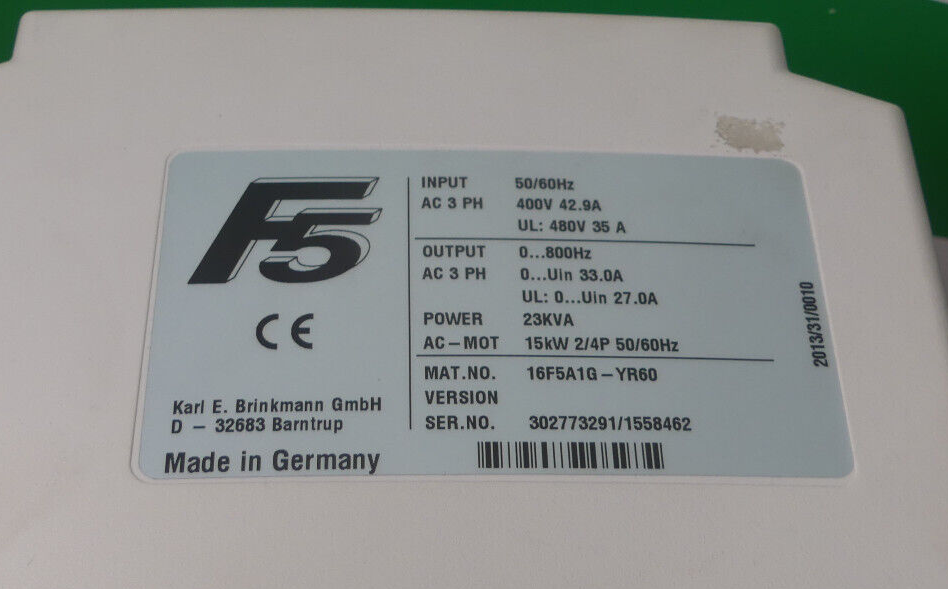 F5
CE
Karl E. Brinkmann GmbH
D – 32683 Barntrup
Made in Germany
INPUT 50/60Hz
AC 3 PH 400V 42.9A
UL: 480V 35 A
OUTPUT 0...800Hz
AC 3 PH 0...Uin 33.0A
UL: 0...Uin 27.0A
POWER 23KVA
AC–MOT 15kW 2/4P 50/60Hz
MAT.NO. 16F5A1G–YR60
VERSION
SER.NO. 302773291/1558462
2013/31/0010